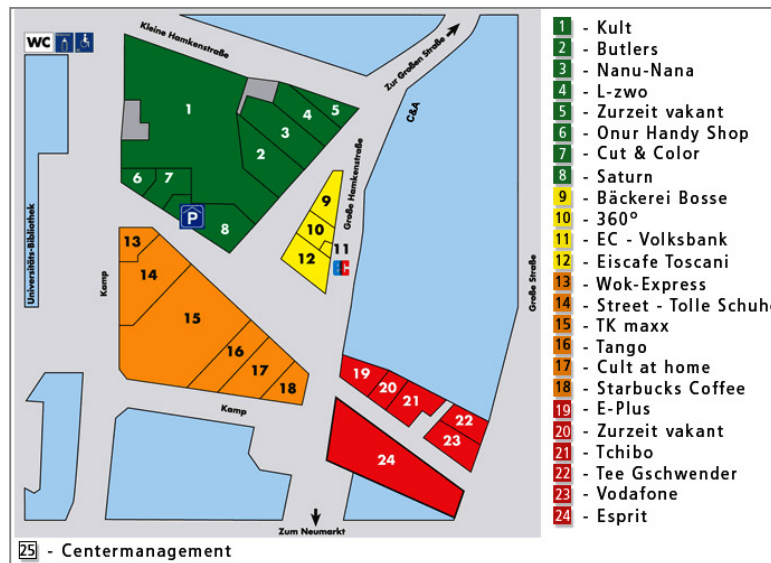 WC
Kleine Hamkenstraße
Zur Großen Straße
C&A
1
2
3
4
5
6
7
8
P
Große Hamkenstraße
9
10
11
12
Universitäts-Bibliothek
Kamp
13
14
15
16
17
18
Kamp
Große Straße
19
20
21
22
23
24
Zum Neumarkt
1 - Kult
2 - Butlers
3 - Nanu-Nana
4 - L-zwo
5 - Zurzeit vakant
6 - Onur Handy Shop
7 - Cut & Color
8 - Saturn
9 - Bäckerei Bosse
10 - 360°
11 - EC - Volksbank
12 - Eiscafe Toscani
13 - Wok-Express
14 - Street - Tolle Schuhe
15 - TK maxx
16 - Tango
17 - Cult at home
18 - Starbucks Coffee
19 - E-Plus
20 - Zurzeit vakant
21 - Tchibo
22 - Tee Gschwender
23 - Vodafone
24 - Esprit
25 - Centermanagement